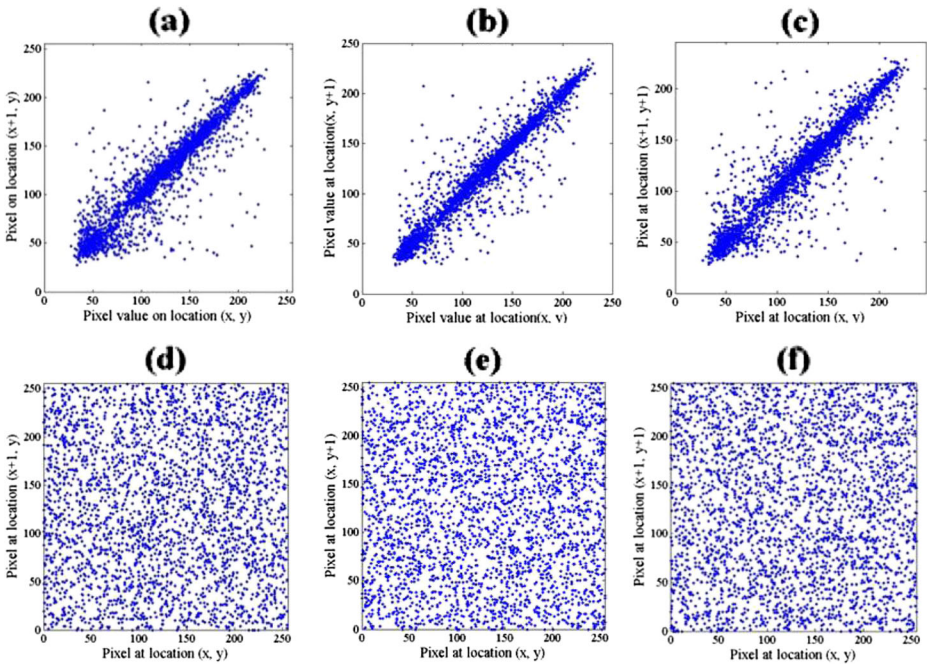 (a)
Pixel on location (x+1, y)
250
200
150
100
50
0
0 50 100 150 200 250
Pixel value on location (x, y)
(b)
Pixel value at location(x, y+1)
250
200
150
100
50
0
0 50 100 150 200 250
Pixel value at location(x, y)
(c)
Pixel at location (x+1, y+1)
200
150
100
50
0
0 50 100 150 200
Pixel at location (x, y)
(d)
Pixel at location (x+1, y)
250
200
150
100
50
0
0 50 100 150 200 250
Pixel at location (x, y)
(e)
Pixel at location (x, y+1)
250
200
150
100
50
0
0 50 100 150 200 250
Pixel at location (x, y)
(f)
Pixel at location (x+1, y+1)
250
200
150
100
50
0
0 50 100 150 200 250
Pixel at location (x, y)